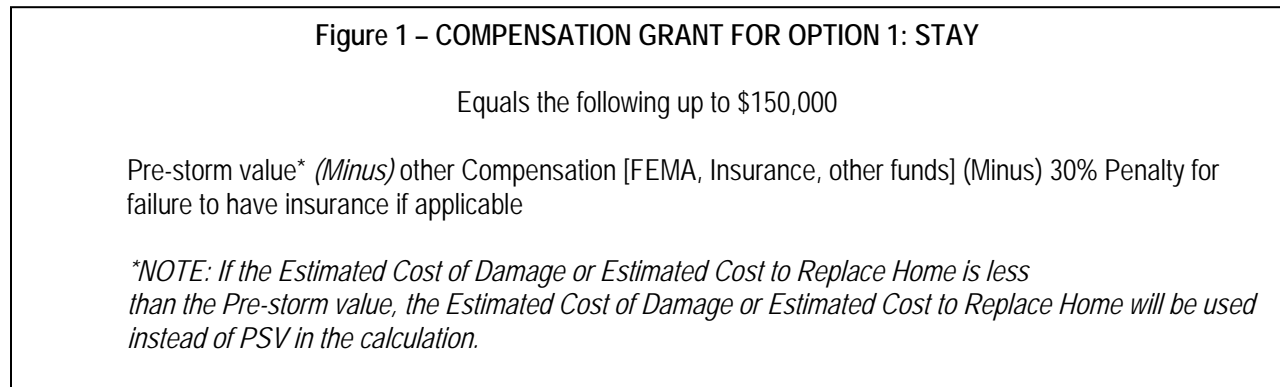 Figure 1 – COMPENSATION GRANT FOR OPTION 1: STAY
Equals the following up to $150,000
Pre-storm value* (Minus) other Compensation [FEMA, Insurance, other funds] (Minus) 30% Penalty for
failure to have insurance if applicable
*NOTE: If the Estimated Cost of Damage or Estimated Cost to Replace Home is less
than the Pre-storm value, the Estimated Cost of Damage or Estimated Cost to Replace Home will be used
instead of PSV in the calculation.